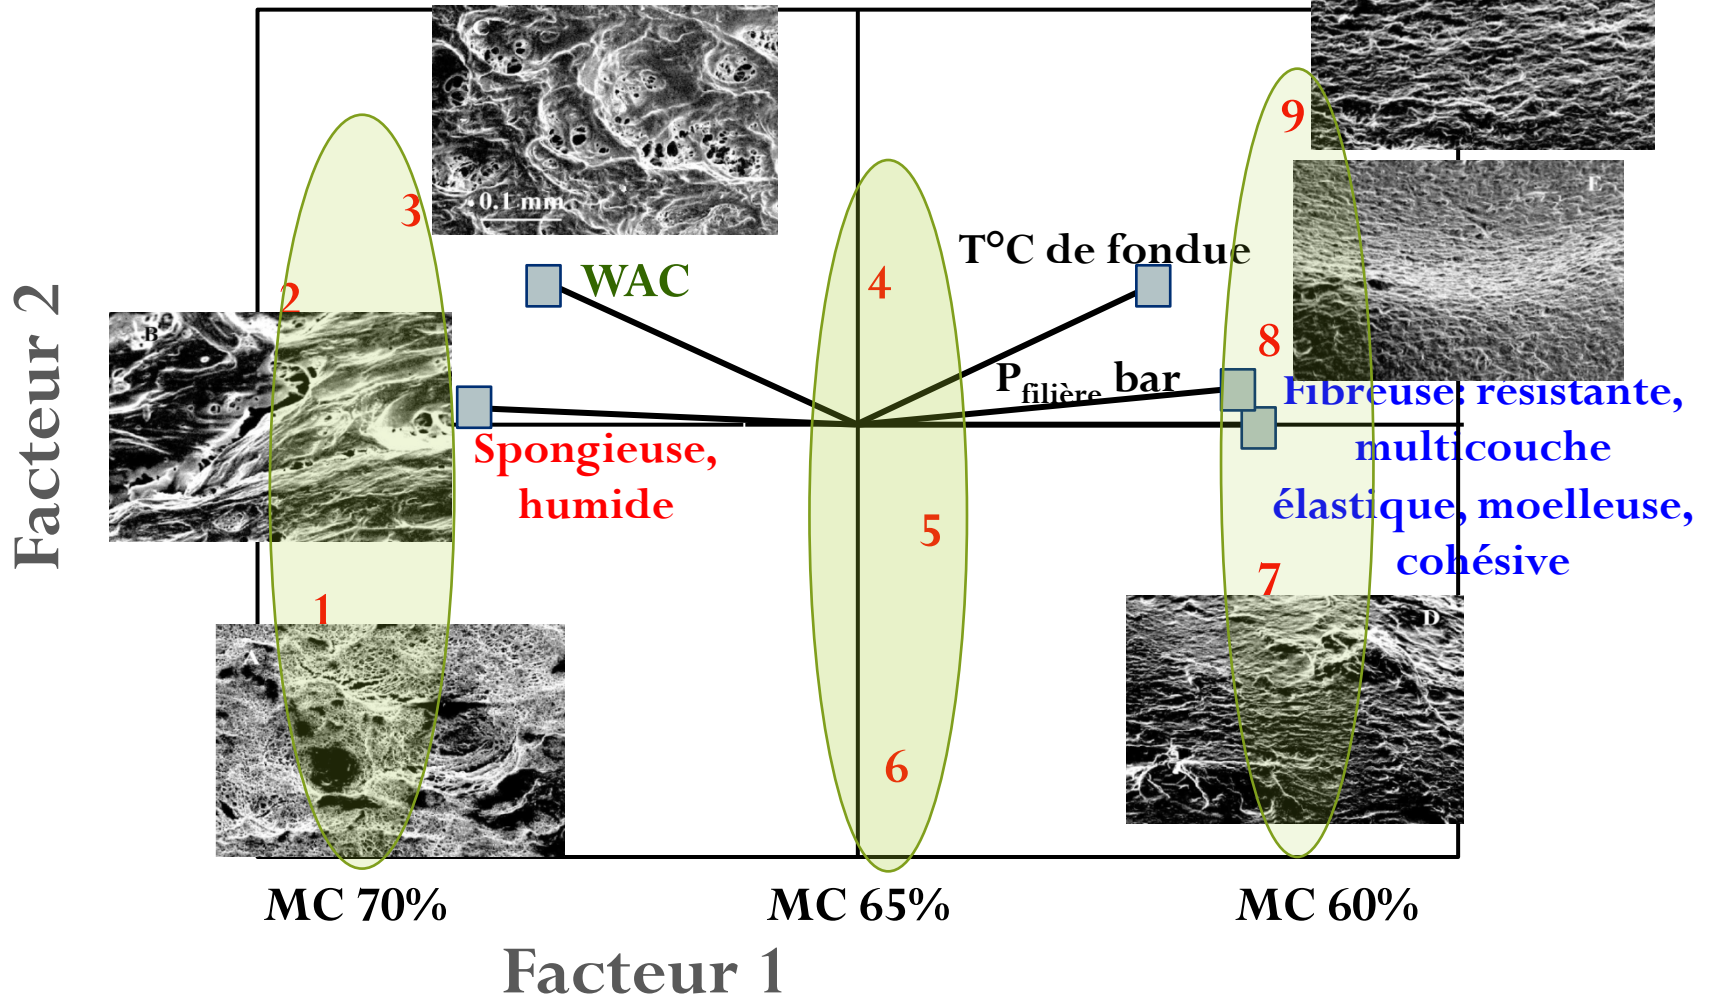 9
E
3
0.1 mm
T°C de fondue
WAC
4
2
B
8
Pfilière bar
Fibreuse: résistante,
multicouche
élastique, moelleuse,
cohésive
Spongieuse,
humide
5
7
1
D
A
6
MC 70%
MC 65%
MC 60%
Facteur 1
Facteur 2